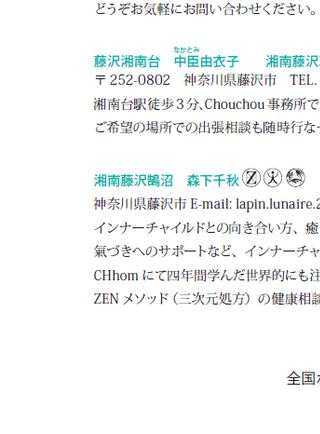 どうぞお気軽にお問い合わせください。
なかとみ
藤沢湘南台　中臣由衣子　　湘南藤沢
〒252-0802　神奈川県藤沢市　TEL.
湘南台駅徒歩３分、Chouchou 事務所で
ご希望の場所での出張相談も随時行な
湘南藤沢鵠沼　森下千秋
神奈川県藤沢市 E-mail: lapin.lunaire.2
インナーチャイルドとの向き合い方、癒
氣づきへのサポートなど、インナーチャ
CHhom にて四年間学んだ世界的にも注
ZEN メソッド（三次元処方）の健康相談
全国